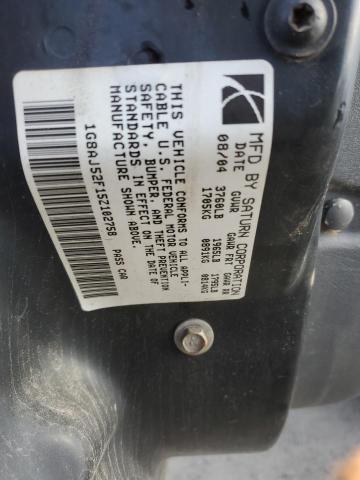 MFD BY SATURN CORPORATION
DATE GVWR GAWR FRT GAWR RR
08/04 3760LB 1965LB 1795LB
1705KG 0891KG 0814KG
THIS VEHICLE CONFORMS TO ALL APPLI-
CABLE U.S. FEDERAL MOTOR VEHICLE
SAFETY, BUMPER, AND THEFT PREVENTION
STANDARDS IN EFFECT ON THE DATE OF
MANUFACTURE SHOWN ABOVE.
1G8AJ52F15Z102758 PASS CAR